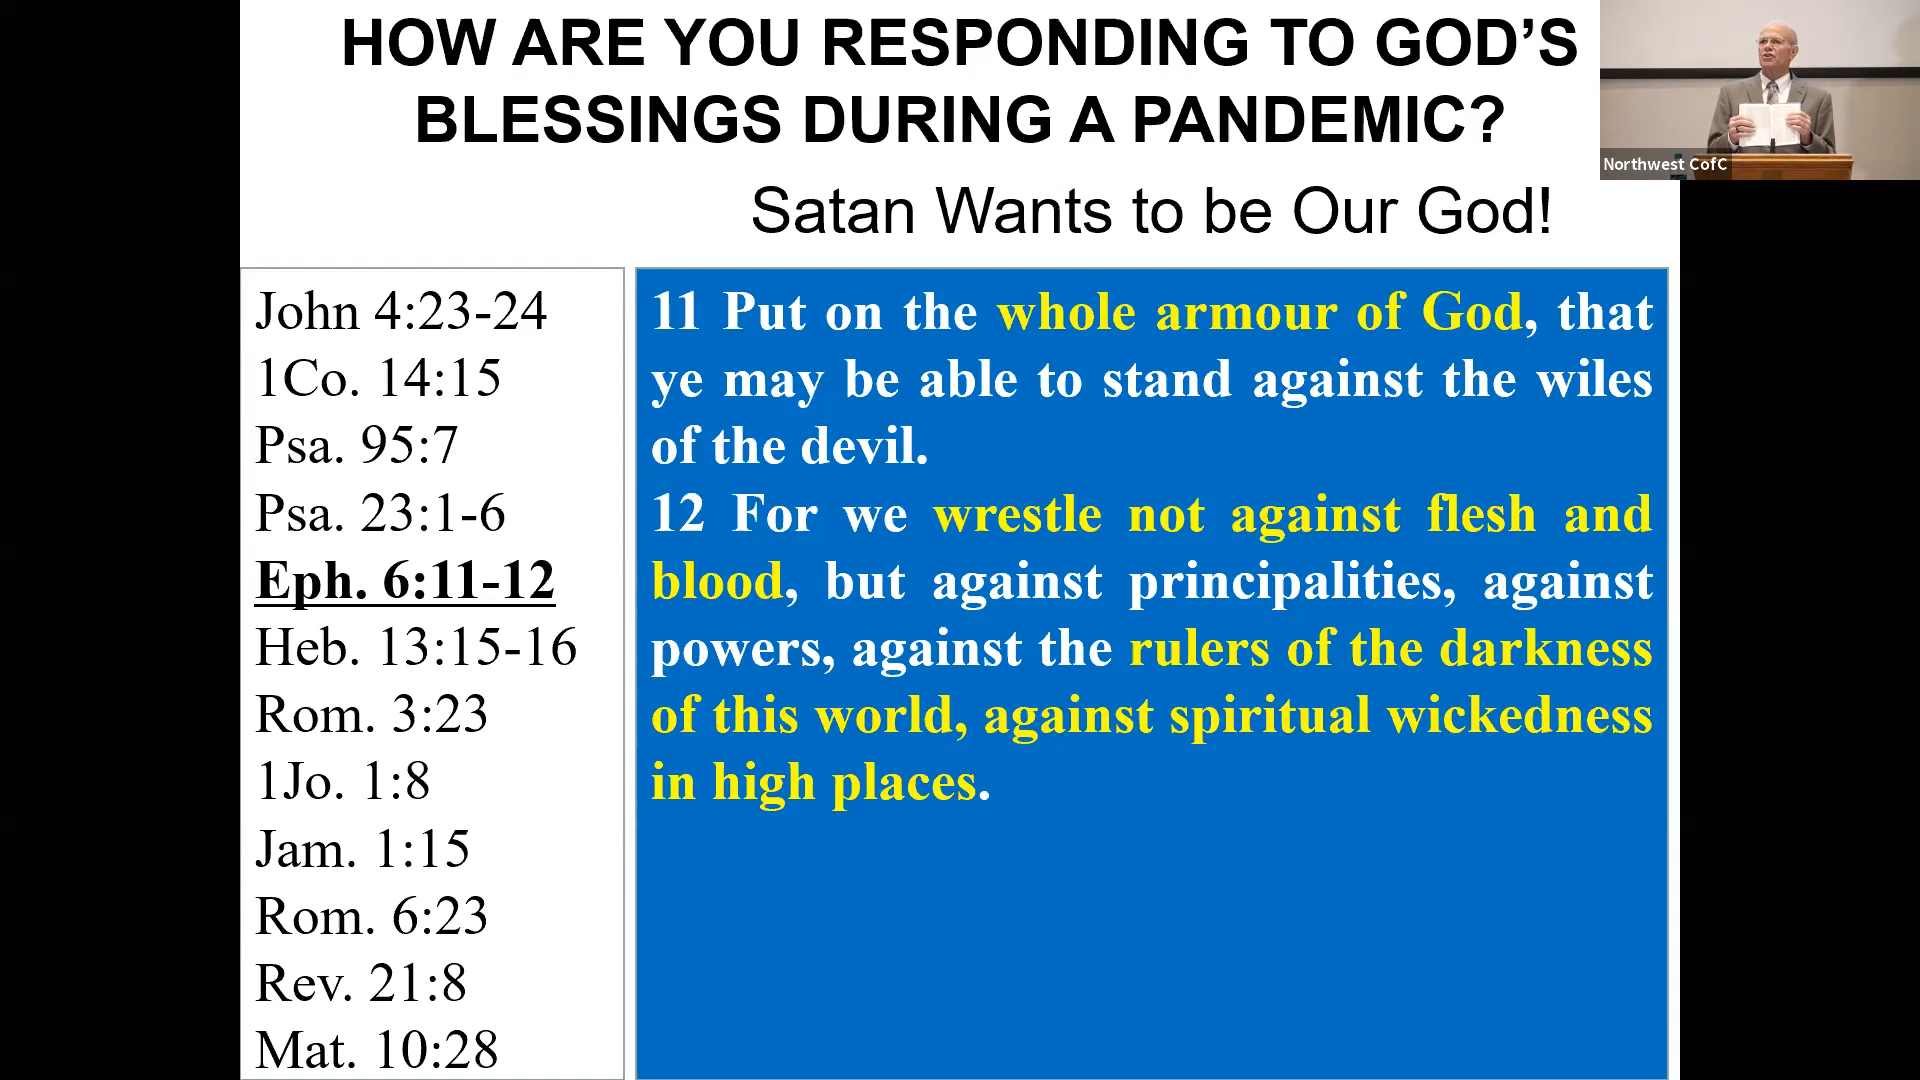 HOW ARE YOU RESPONDING TO GOD’S
BLESSINGS DURING A PANDEMIC?
Northwest CofC
Satan Wants to be Our God!
John 4:23-24
1Co. 14:15
Psa. 95:7
Psa. 23:1-6
Eph. 6:11-12
Heb. 13:15-16
Rom. 3:23
1Jo. 1:8
Jam. 1:15
Rom. 6:23
Rev. 21:8
Mat. 10:28
11 Put on the whole armour of God, that
ye may be able to stand against the wiles
of the devil.
12 For we wrestle not against flesh and
blood, but against principalities, against
powers, against the rulers of the darkness
of this world, against spiritual wickedness
in high places.